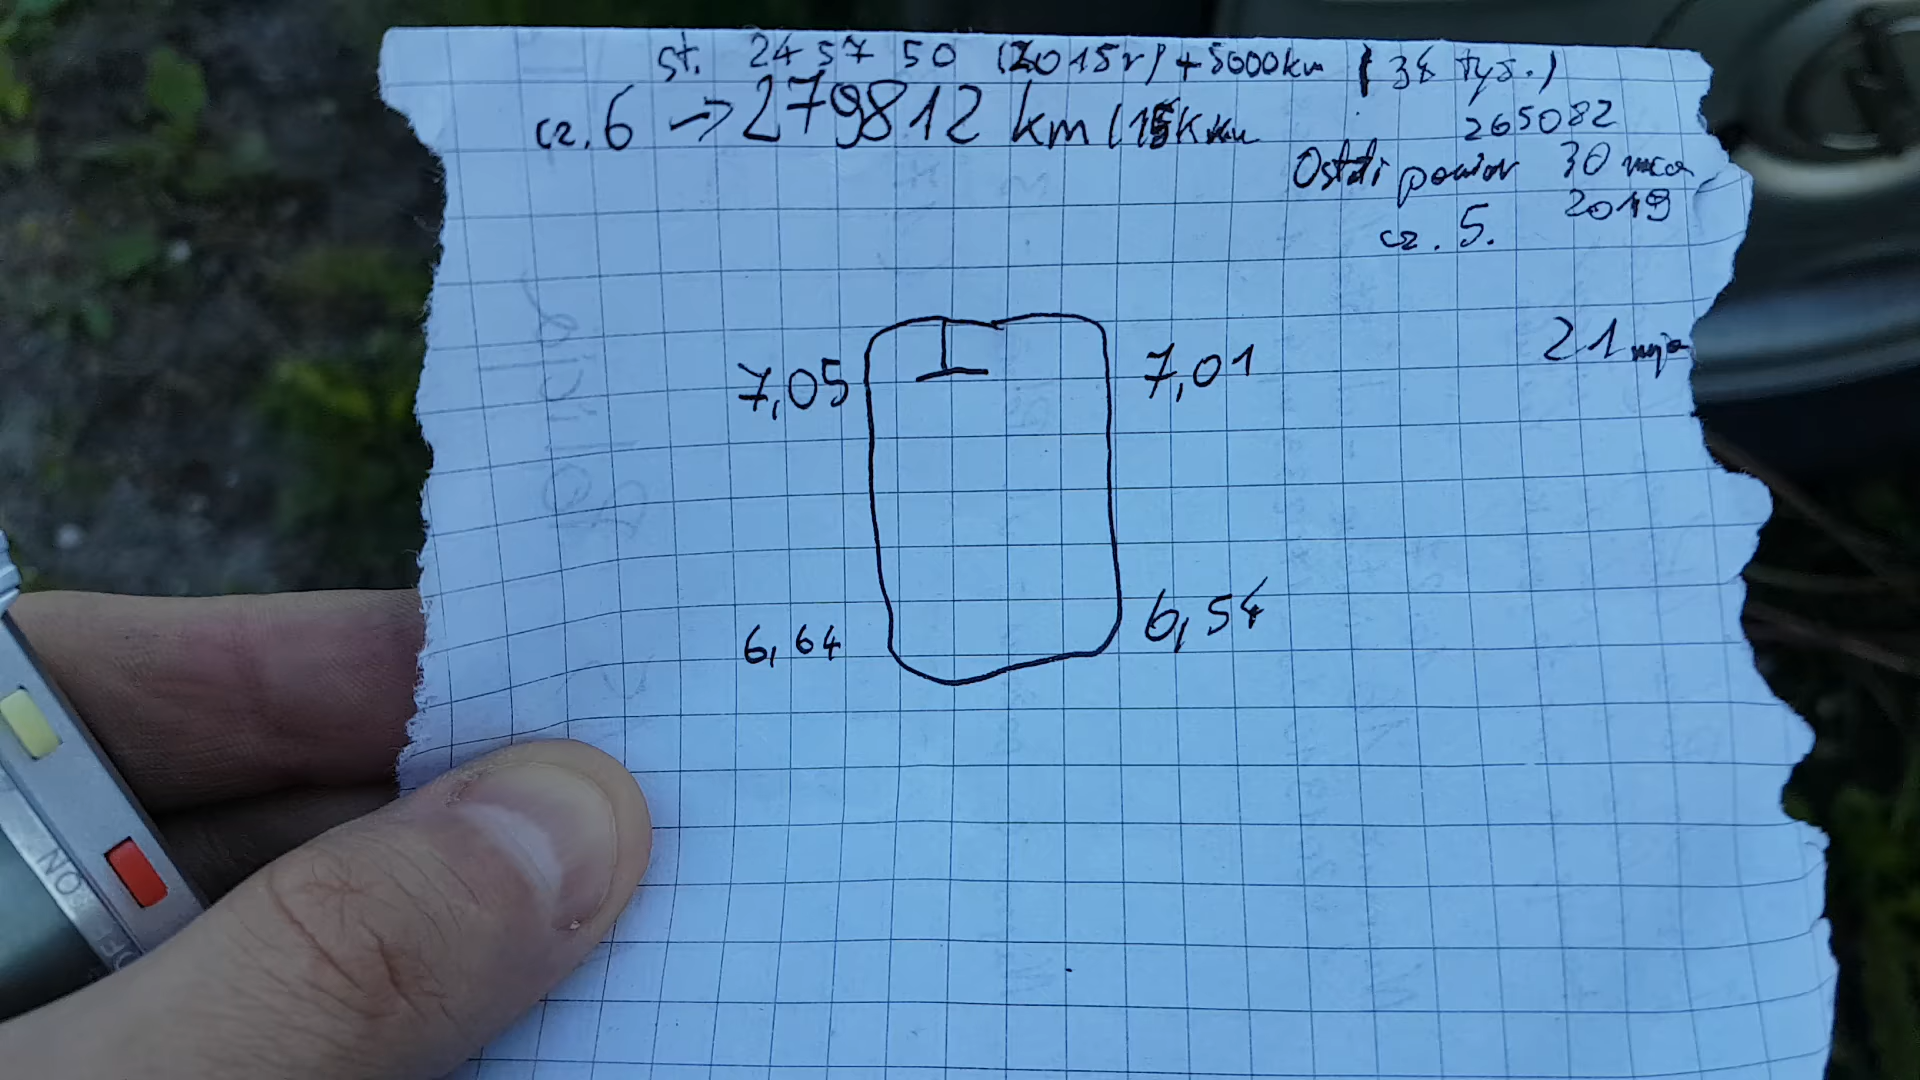 st. 245750 (2015r) + 5000km (38 tys.)
cz. 6 → 279812 km (15K km
265082
Ostatni pomiar 30 maja
2019
cz. 5.
21 maja
7,05 7,01
6,64 6,54
ON